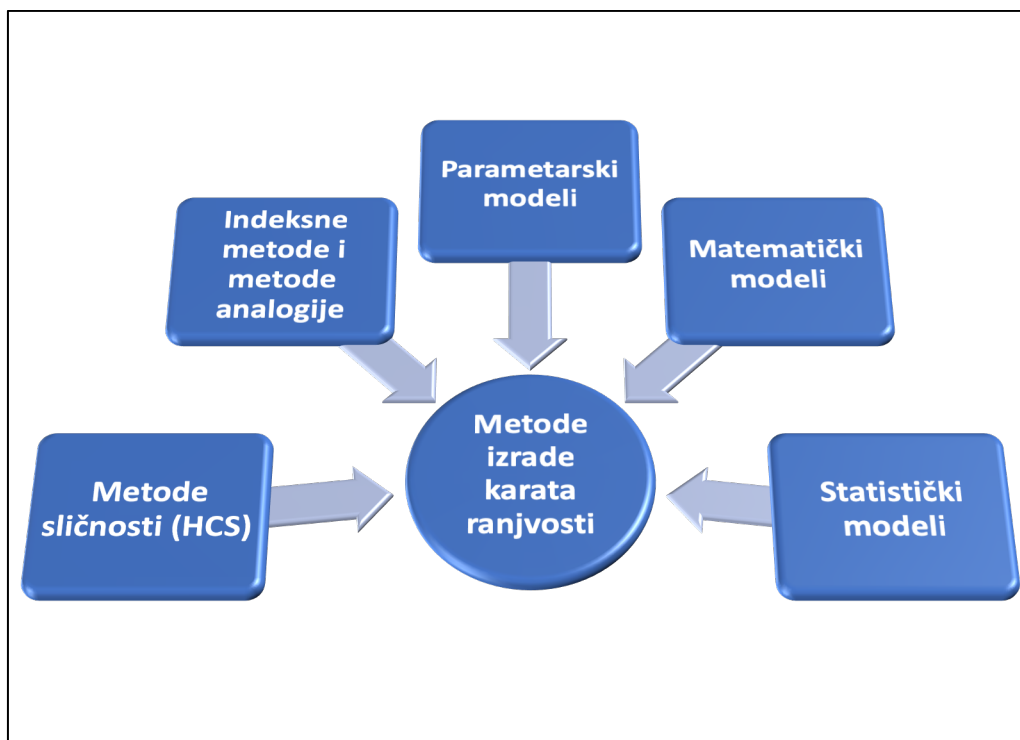 Parametarski
modeli
Indeksne
metode i
metode
analogije
Matematički
modeli
Metode
sličnosti (HCS)
Metode
izrade
karata
ranjvosti
Statistički
modeli